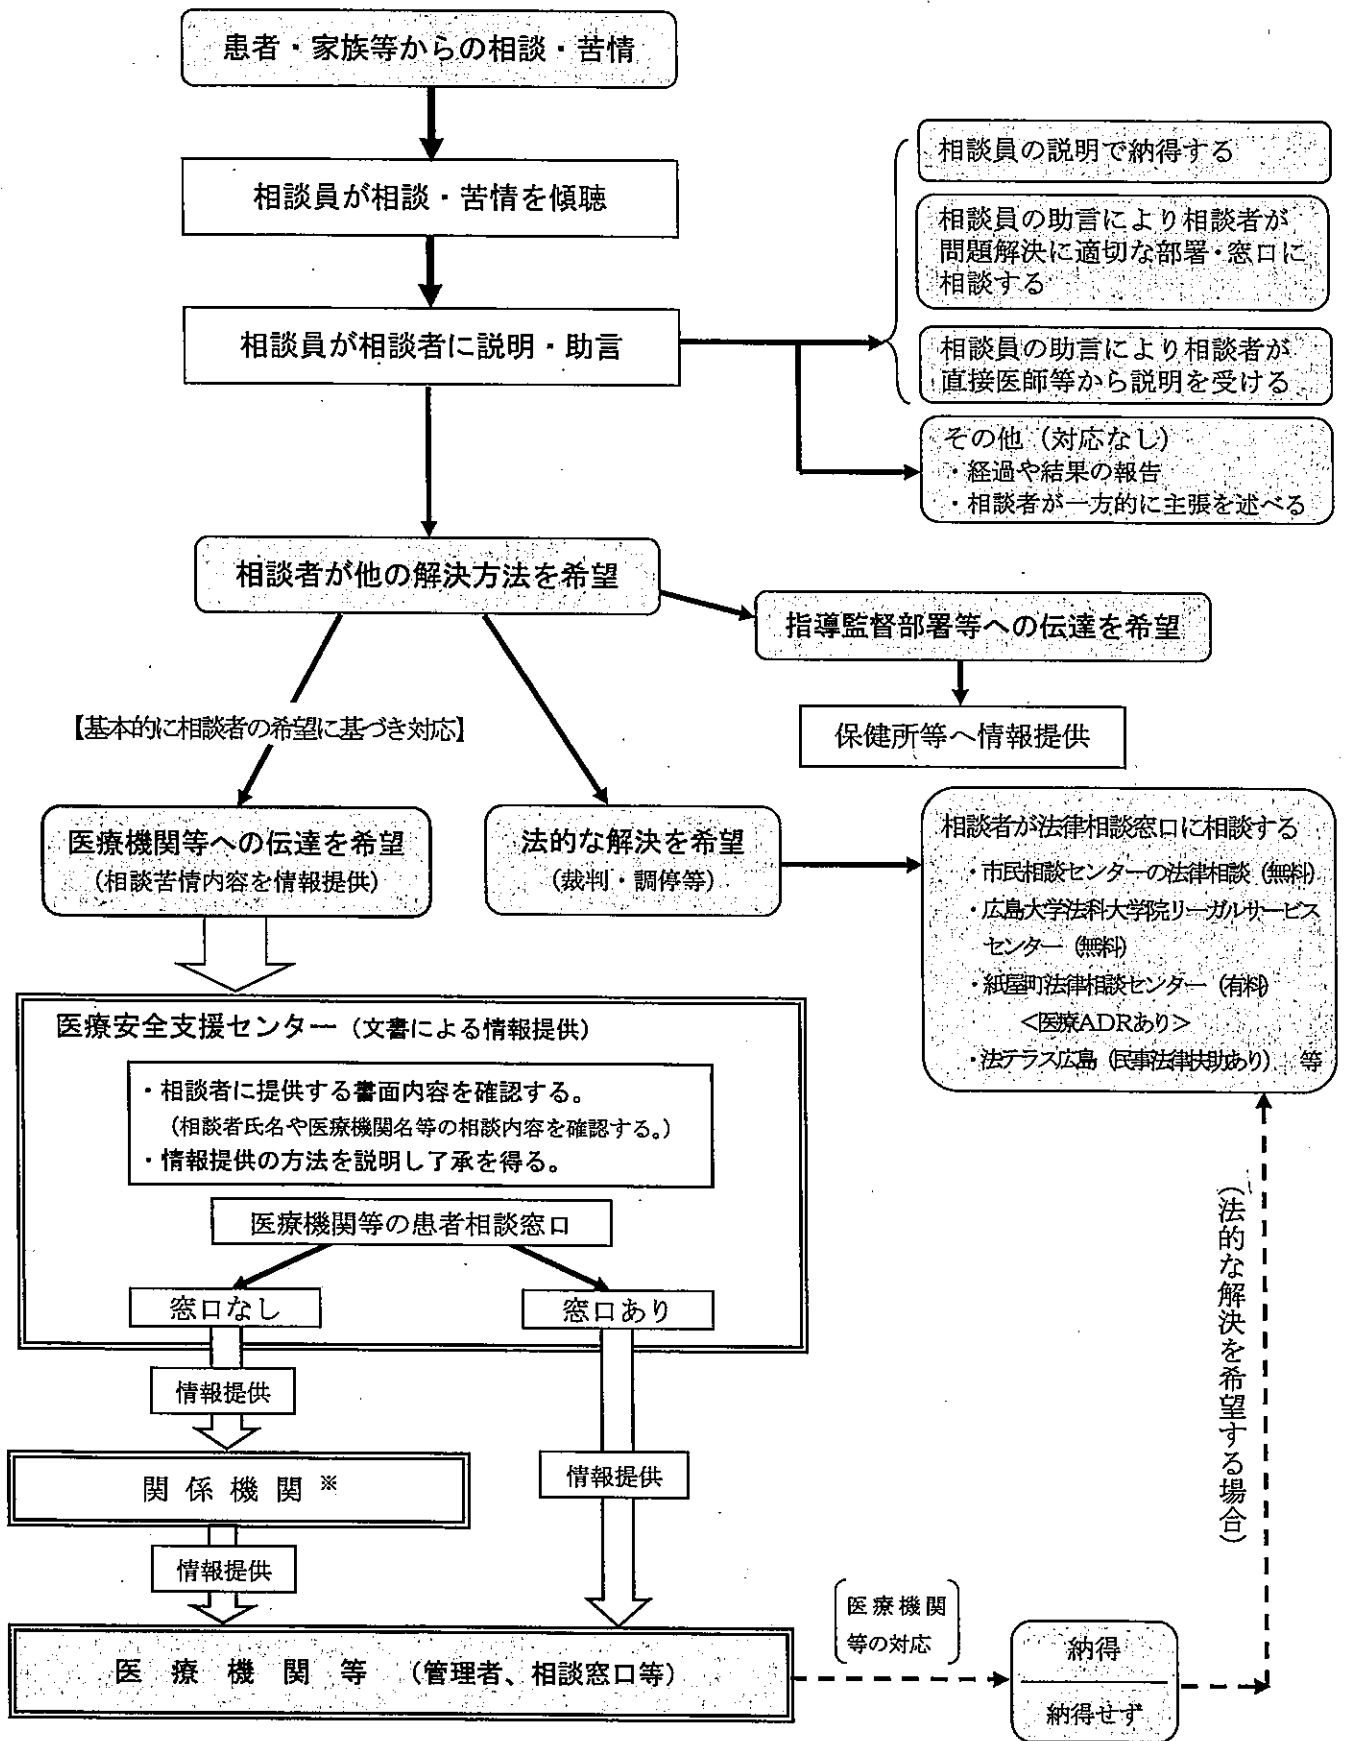 患者・家族等からの相談・苦情
相談員が相談・苦情を傾聴
相談員が相談者に説明・助言
相談員の説明で納得する
相談員の助言により相談者が
問題解決に適切な部署・窓口に
相談する
相談員の助言により相談者が
直接医師等から説明を受ける
その他（対応なし）
・経過や結果の報告
・相談者が一方的に主張を述べる
相談者が他の解決方法を希望
指導監督部署等への伝達を希望
保健所等へ情報提供
【基本的に相談者の希望に基づき対応】
医療機関等への伝達を希望
（相談苦情内容を情報提供）
法的な解決を希望
（裁判・調停等）
相談者が法律相談窓口に相談する
・市民相談センターの法律相談（無料）
・広島大学法科大学院リーガルサービス
センター（無料）
・紙屋町法律相談センター（有料）
＜医療ADRあり＞
・法テラス広島（民事法律扶助あり） 等
医療安全支援センター（文書による情報提供）
・相談者に提供する書面内容を確認する。
（相談者氏名や医療機関名等の相談内容を確認する。）
・情報提供の方法を説明し了承を得る。
医療機関等の患者相談窓口
窓口なし
窓口あり
情報提供
関係機関※
情報提供
情報提供
医療機関等（管理者、相談窓口等）
医療機関
等の対応
納得
納得せず
（法的な解決を希望する場合）